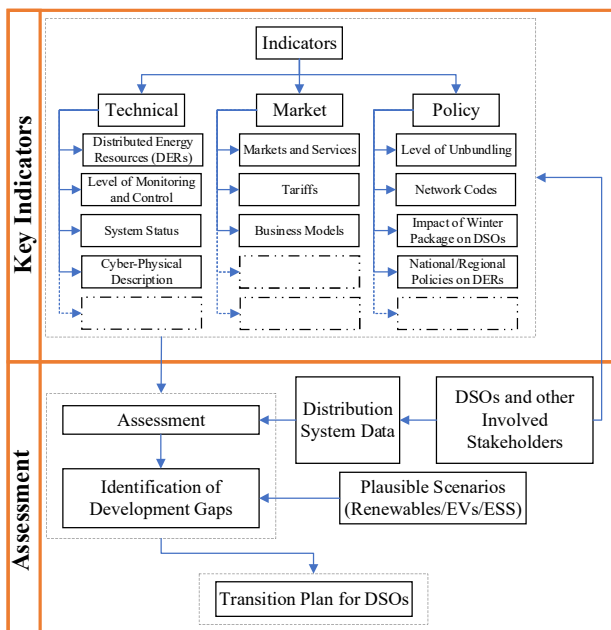 Key Indicators
Indicators
Technical
Market
Policy
Distributed Energy
Resources (DERs)
Markets and Services
Level of Unbundling
Level of Monitoring
and Control
Tariffs
Network Codes
System Status
Business Models
Impact of Winter
Package on DSOs
Cyber-Physical
Description
National/Regional
Policies on DERs
Assessment
Assessment
Distribution
System Data
DSOs and other
Involved
Stakeholders
Identification of
Development Gaps
Plausible Scenarios
(Renewables/EVs/ESS)
Transition Plan for DSOs